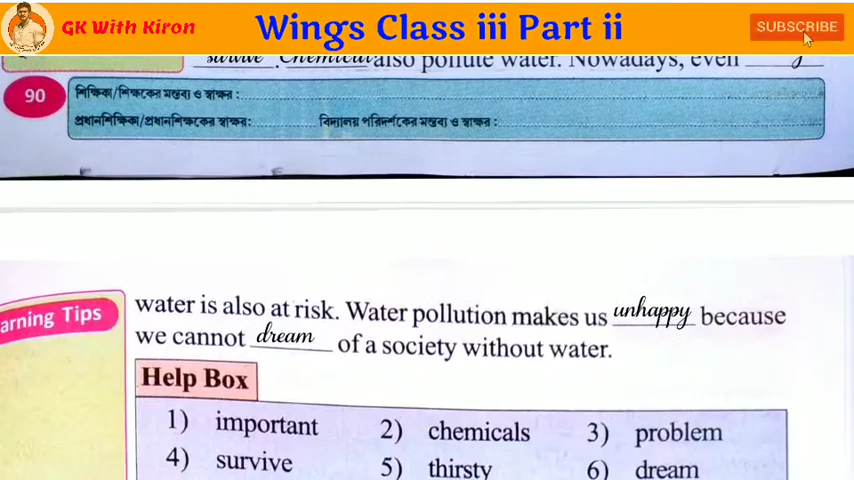 GK With Kiron
Wings Class iii Part ii
SUBSCRIBE
survive. Chemical also pollute water. Nowadays, even
90
শিক্ষিকা/শিক্ষকের মন্তব্য ও স্বাক্ষর :
প্রধানশিক্ষিকা/প্রধানশিক্ষকের স্বাক্ষর: বিদ্যালয় পরিদর্শকের মন্তব্য ও স্বাক্ষর :
arning Tips
water is also at risk. Water pollution makes us unhappy because
we cannot dream of a society without water.
Help Box
1) important 2) chemicals 3) problem
4) survive 5) thirsty 6) dream